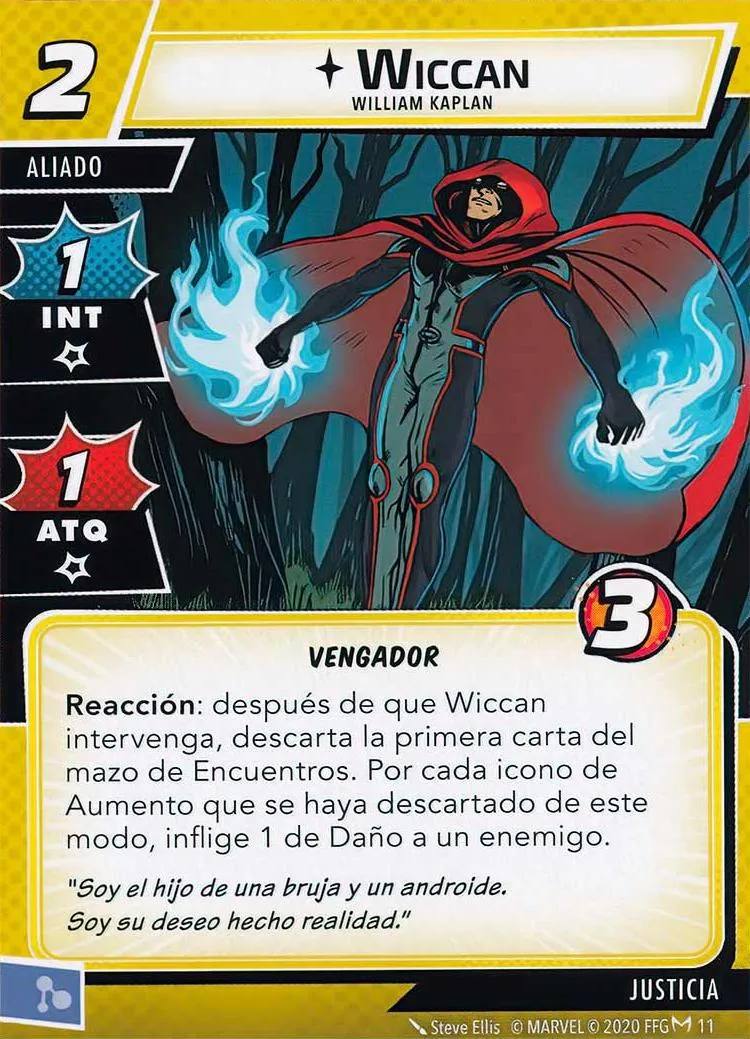 2
WICCAN
WILLIAM KAPLAN
ALIADO
1
INT
1
ATQ
3
VENGADOR
Reacción: después de que Wiccan
intervenga, descarta la primera carta del
mazo de Encuentros. Por cada icono de
Aumento que se haya descartado de este
modo, inflige 1 de Daño a un enemigo.
"Soy el hijo de una bruja y un androide.
Soy su deseo hecho realidad."
JUSTICIA
Steve Ellis © MARVEL © 2020 FFG 11